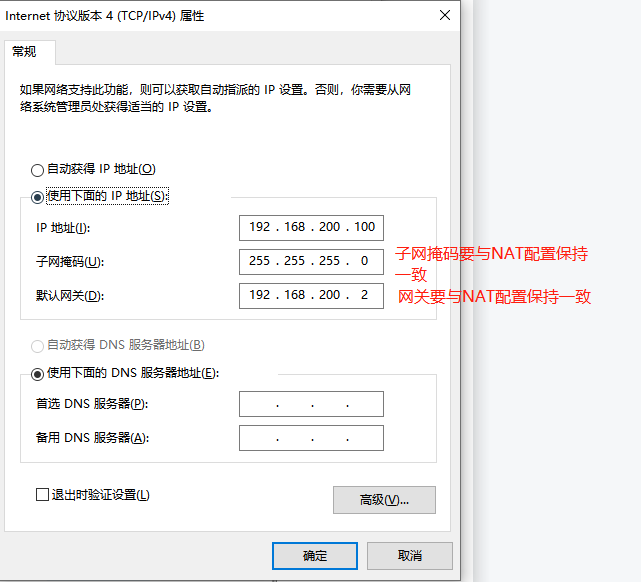 Internet 协议版本 4 (TCP/IPv4) 属性
常规
如果网络支持此功能，则可以获取自动指派的 IP 设置。否则，你需要从网
络系统管理员处获得适当的 IP 设置。
自动获得 IP 地址(O)
使用下面的 IP 地址(S):
IP 地址(I): 192 . 168 . 200 . 100
子网掩码(U): 255 . 255 . 255 . 0
子网掩码要与NAT配置保持
一致
默认网关(D): 192 . 168 . 200 . 2
网关要与NAT配置保持一致
自动获得 DNS 服务器地址(B)
使用下面的 DNS 服务器地址(E):
首选 DNS 服务器(P): . . .
备用 DNS 服务器(A): . . .
退出时验证设置(L)
高级(V)...
确定 取消